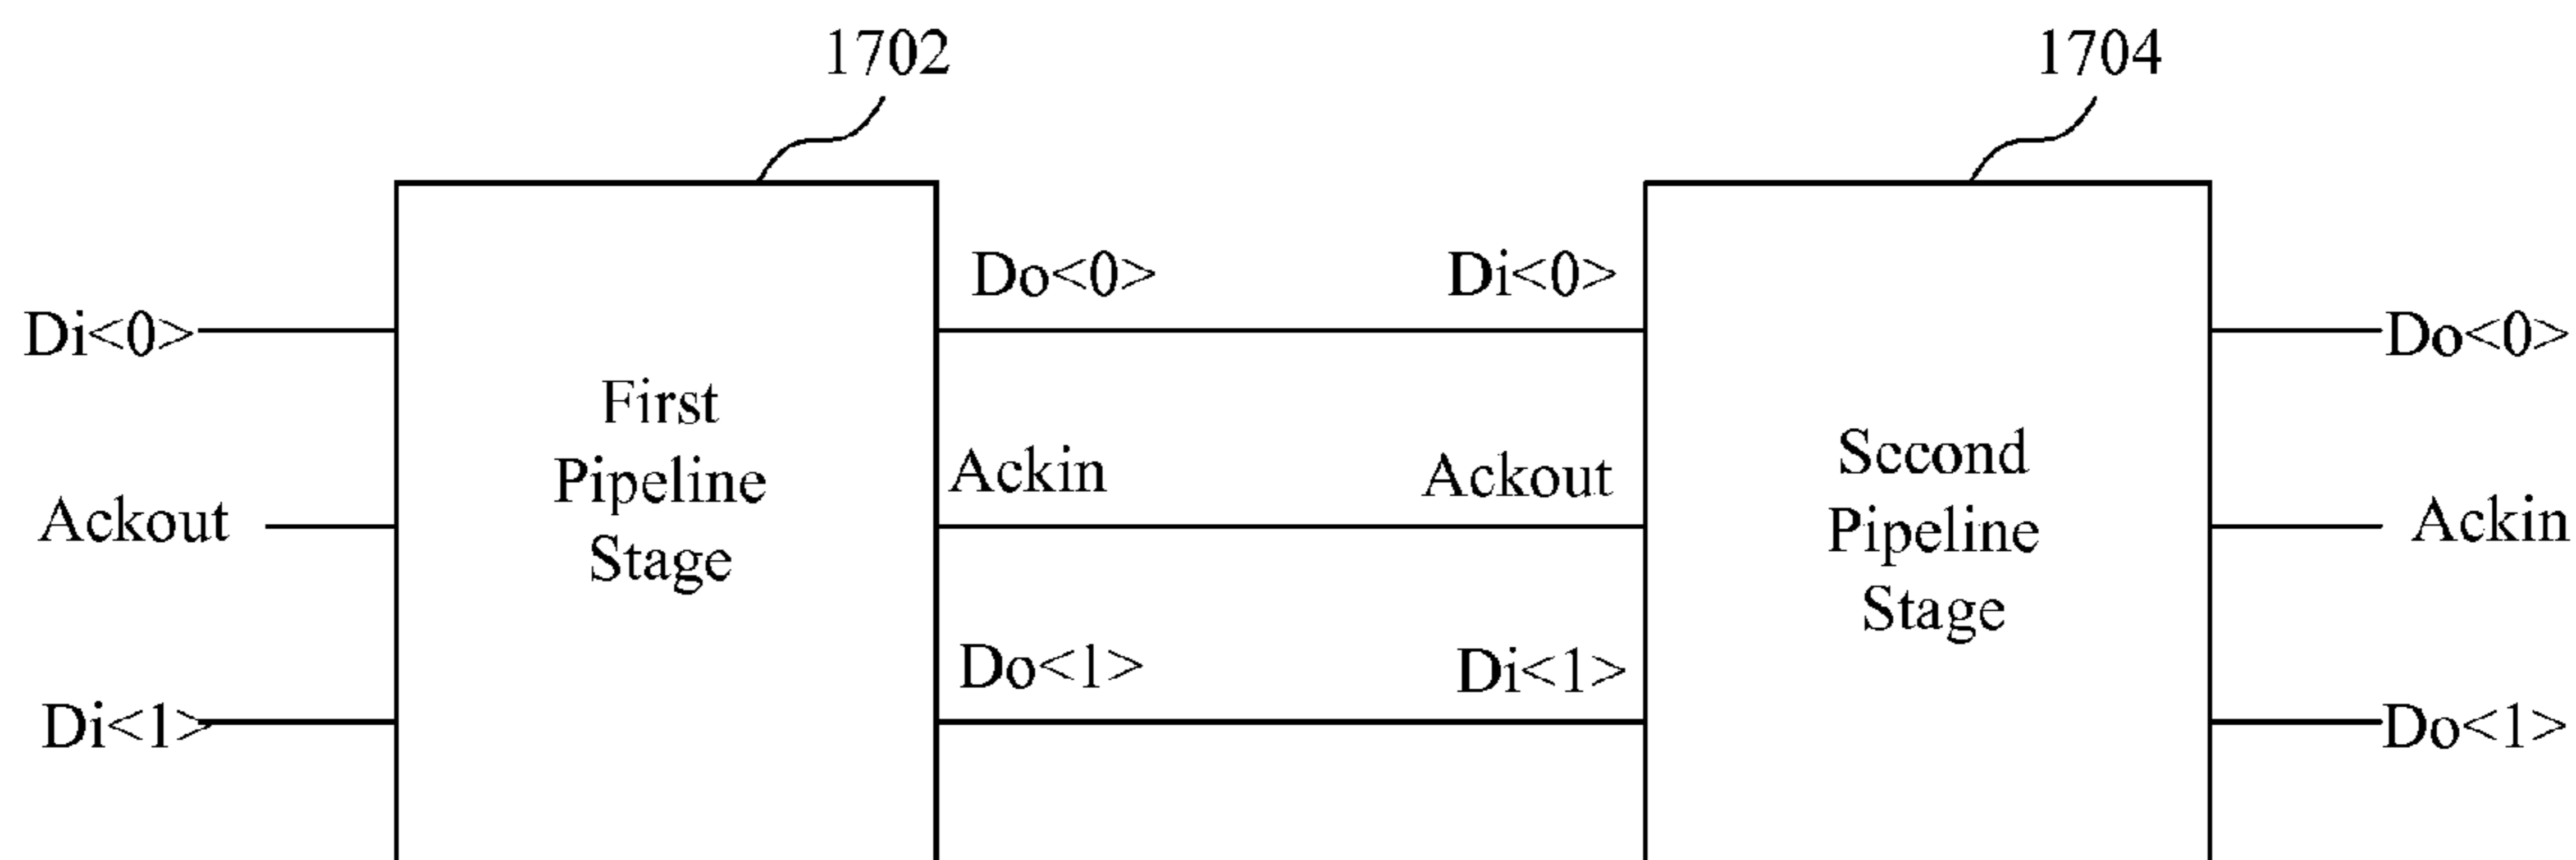 1702
1704
Do<0>
Di<0>
Di<0>
Do<0>
First
Pipeline
Stage
Ackin
Ackout
Second
Pipeline
Stage
Ackout
Ackin
Do<1>
Di<1>
Di<1>
Do<1>